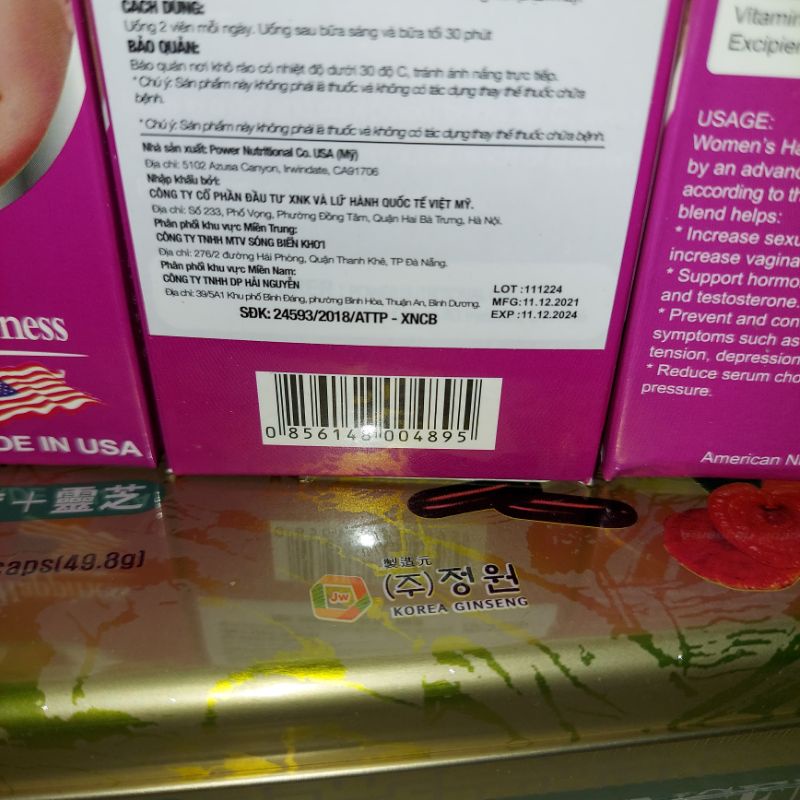 CÁCH DÙNG:
Uống 2 viên mỗi ngày. Uống sau bữa sáng và bữa tối 30 phút
BẢO QUẢN:
Bảo quản nơi khô ráo có nhiệt độ dưới 30 độ C, tránh ánh nắng trực tiếp.
* Chú ý: Sản phẩm này không phải là thuốc và không có tác dụng thay thế thuốc chữa
bệnh.
* Chú ý: Sản phẩm này không phải là thuốc và không có tác dụng thay thế thuốc chữa bệnh.
Nhà sản xuất: Power Nutritional Co. USA (Mỹ)
Địa chỉ: 5102 Azusa Canyon, Irwindate, CA91706
Nhập khẩu bởi:
CÔNG TY CỔ PHẦN ĐẦU TƯ XNK VÀ LỮ HÀNH QUỐC TẾ VIỆT MỸ.
Địa chỉ: Số 233, Phố Vọng, Phường Đồng Tâm, Quận Hai Bà Trưng, Hà Nội.
Phân phối khu vực Miền Trung:
CÔNG TY TNHH MTV SÓNG BIỂN KH01
Địa chỉ: 276/2 đường Hải Phòng, Quận Thanh Khê, TP Đà Nẵng.
Phân phối khu vực Miền Nam:
CÔNG TY TNHH DP HẢI NGUYỄN
Địa chỉ: 39/5A1 Khu phố Bình Đáng, phường Bình Hòa, Thuận An, Bình Dương.
SĐK: 24593/2018/ATTP - XNCB
LOT : 111224
MFG: 11.12.2021
EXP : 11.12.2024
0 856148 004895
ness
DE IN USA
Vitamin
Excipien
USAGE:
Women's Ha
by an advanc
according to th
blend helps:
* Increase sexu
increase vagina
* Support hormo
and testosterone.
* Prevent and con
symptoms such as
tension, depression
* Reduce serum cho
pressure.
American N
+靈芝
caps(49.8g)
製造元
Jw
(주)정원
KOREA GINSENG